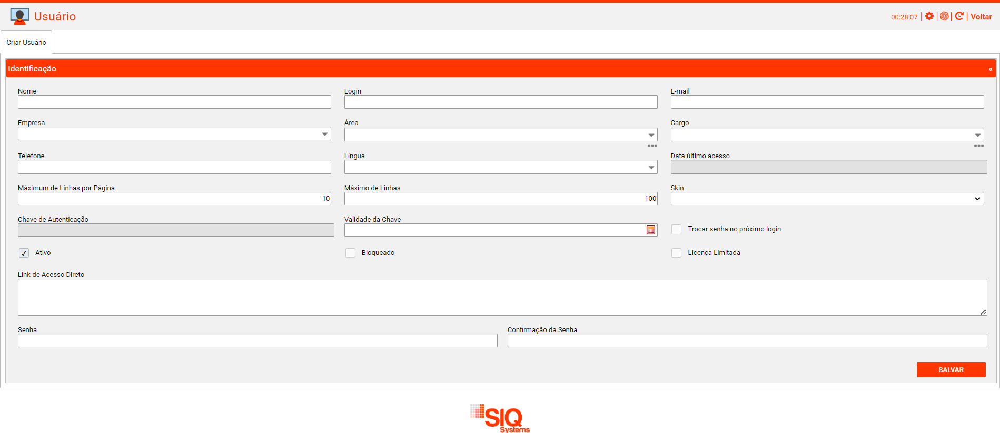 Usuário
00:28:07 | | | | Voltar
Criar Usuário
Identificação «
Nome Login E-mail
Empresa Área Cargo
Telefone Língua Data último acesso
Máximum de Linhas por Página Máximo de Linhas Skin
10 100
Chave de Autenticação Validade da Chave
Trocar senha no próximo login
Ativo Bloqueado Licença Limitada
Link de Acesso Direto
Senha Confirmação da Senha
SALVAR
SIQ
Systems